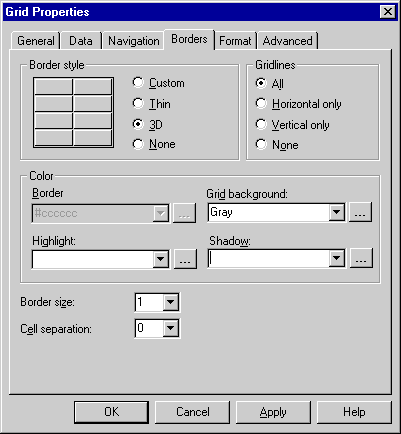 Grid Properties
General Data Navigation Borders Format Advanced
Border style
Custom
Thin
3D
None
Gridlines
All
Horizontal only
Vertical only
None
Color
Border
#cccccc ...
Grid background:
Gray ...
Highlight:
...
Shadow:
...
Border size: 1
Cell separation: 0
OK Cancel Apply Help